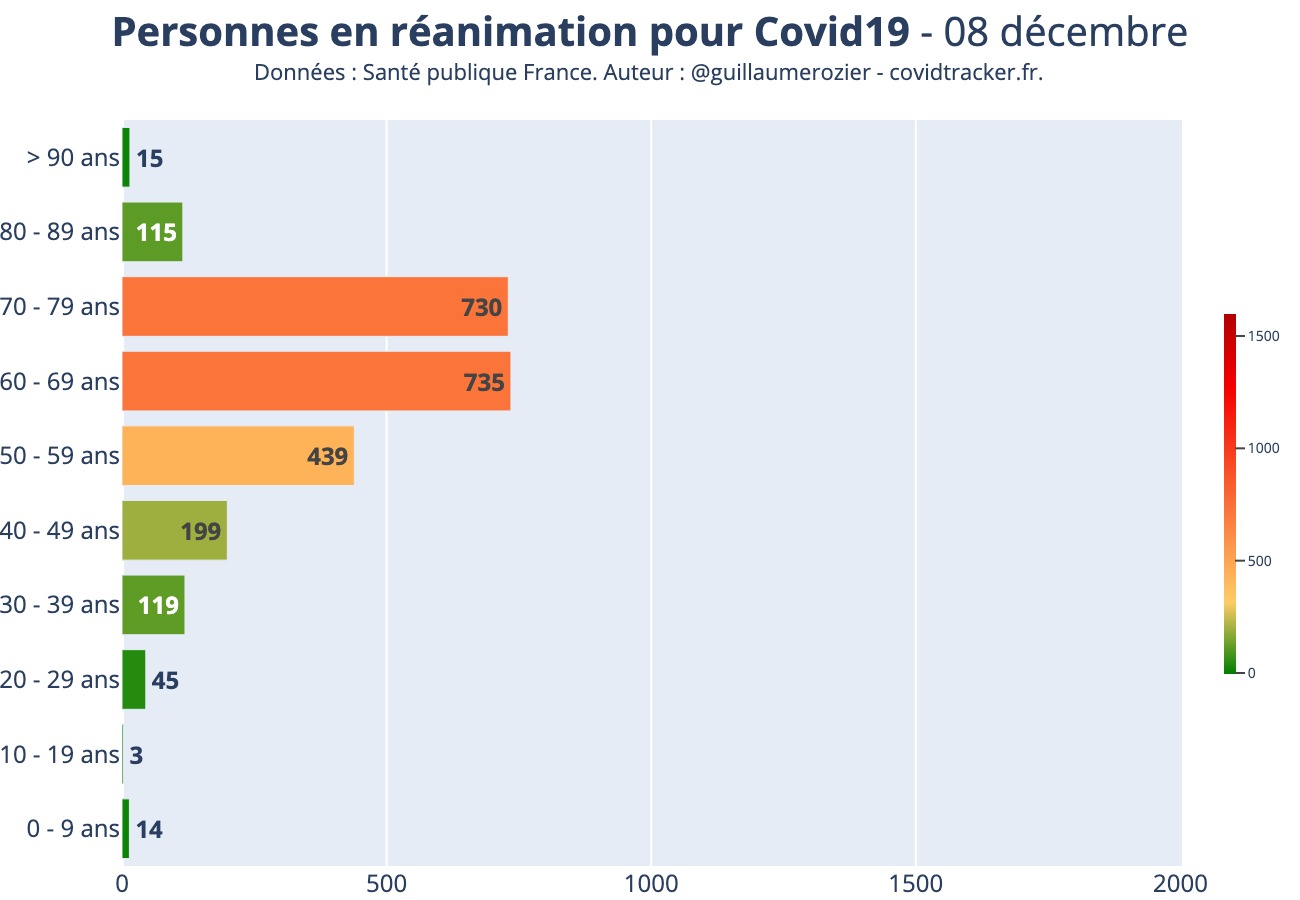 Personnes en réanimation pour Covid19 - 08 décembre
Données : Santé publique France. Auteur : @guillaumerozier - covidtracker.fr.
> 90 ans 15
80 - 89 ans 115
70 - 79 ans 730
60 - 69 ans 735
50 - 59 ans 439
40 - 49 ans 199
30 - 39 ans 119
20 - 29 ans 45
10 - 19 ans 3
0 - 9 ans 14
0 500 1000 1500 2000
1500
1000
500
0